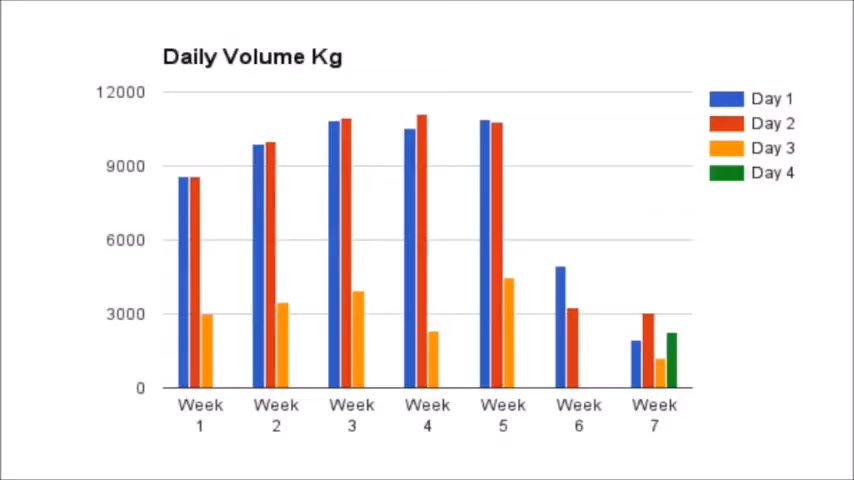 Daily Volume Kg
12000
9000
6000
3000
0
Day 1
Day 2
Day 3
Day 4
Week 1
Week 2
Week 3
Week 4
Week 5
Week 6
Week 7